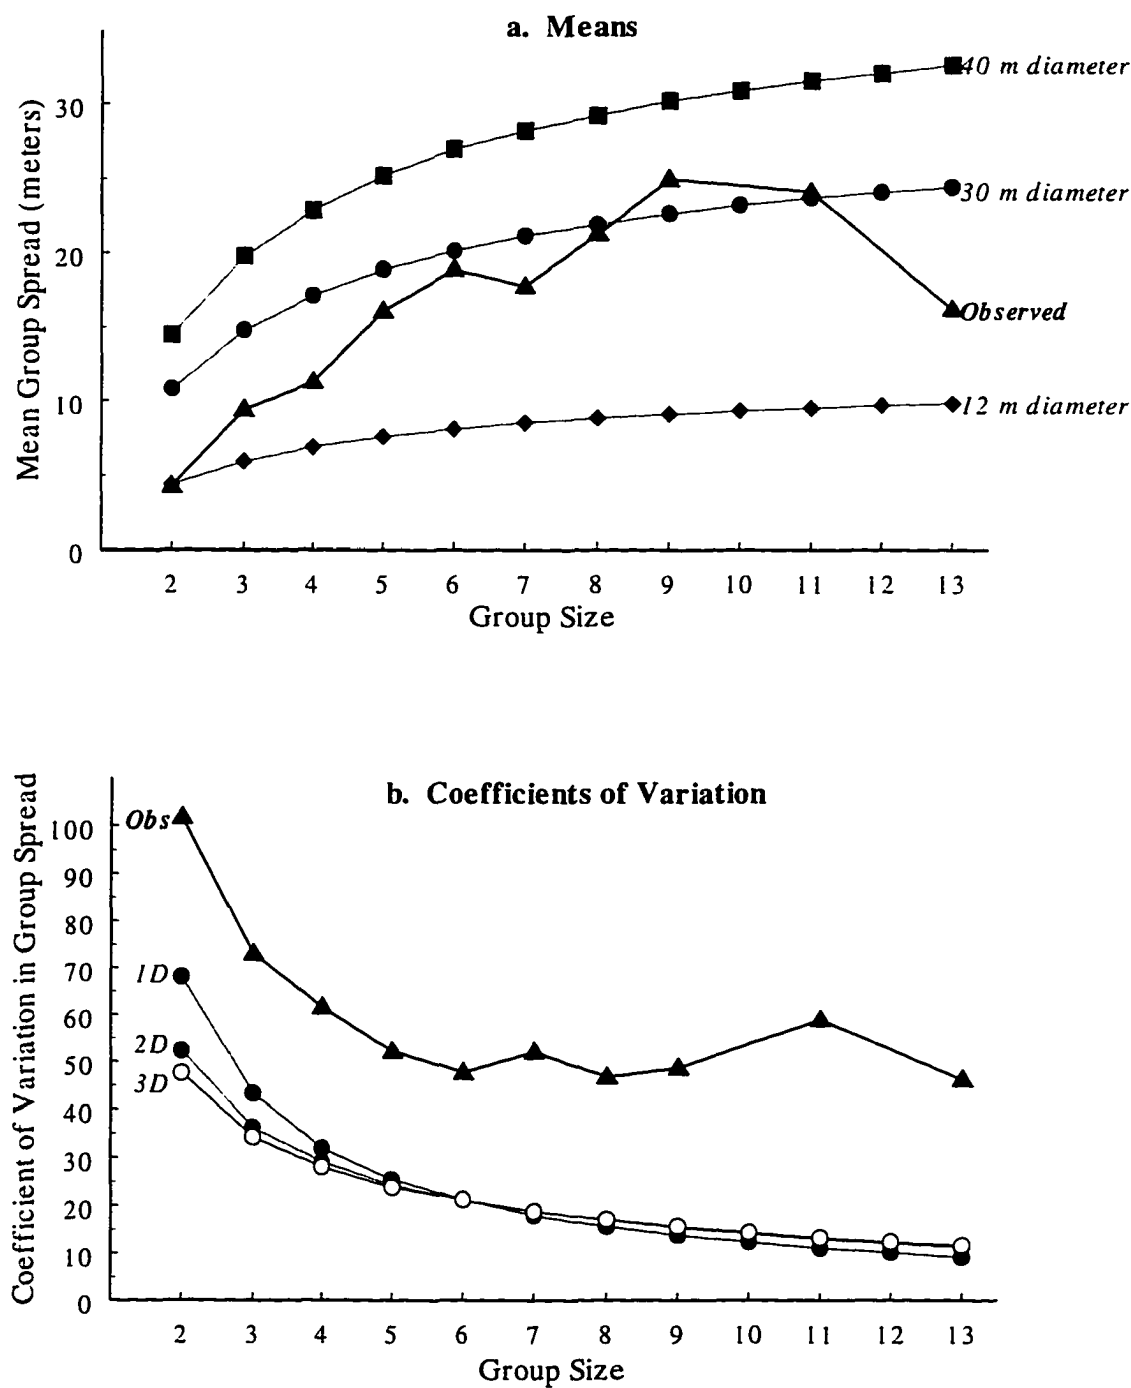 a. Means
Mean Group Spread (meters)
30
20
10
0
40 m diameter
30 m diameter
Observed
12 m diameter
2 3 4 5 6 7 8 9 10 11 12 13
Group Size
b. Coefficients of Variation
Coefficient of Variation in Group Spread
100
90
80
70
60
50
40
30
20
10
0
Obs
1D
2D
3D
2 3 4 5 6 7 8 9 10 11 12 13
Group Size